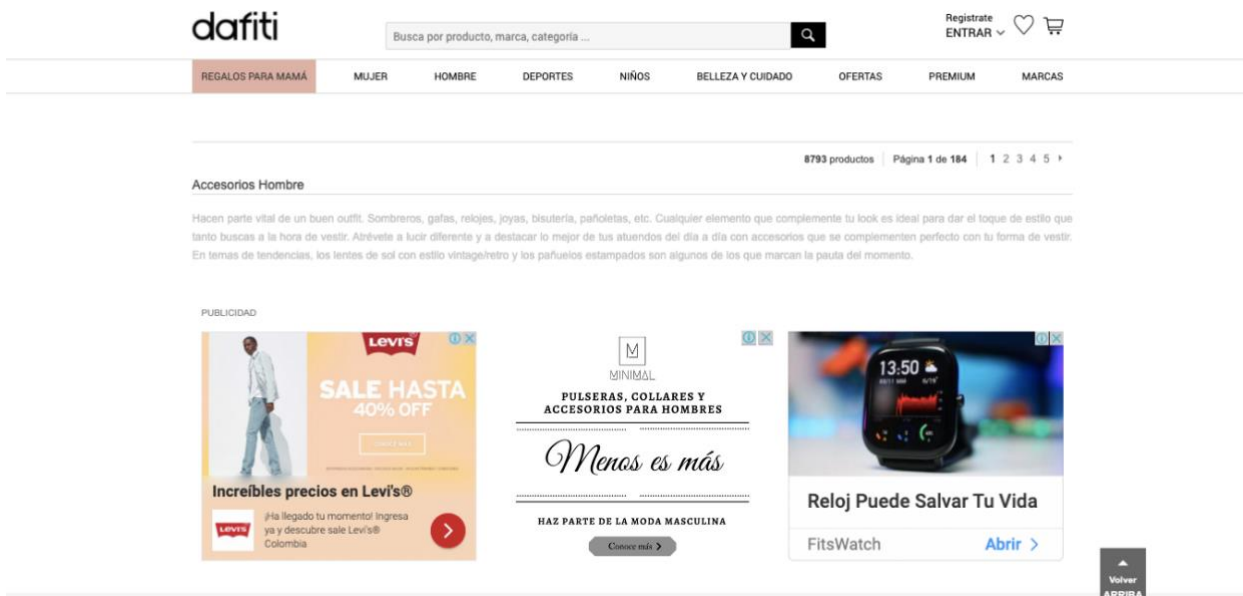 dafiti
Busca por producto, marca, categoría ...
Registrate
ENTRAR
REGALOS PARA MAMÁ MUJER HOMBRE DEPORTES NIÑOS BELLEZA Y CUIDADO OFERTAS PREMIUM MARCAS
8793 productos Página 1 de 184 1 2 3 4 5
Accesorios Hombre
Hacen parte vital de un buen outfit. Sombreros, gafas, relojes, joyas, bisutería, pañoletas, etc. Cualquier elemento que complemente tu look es ideal para dar el toque de estilo que
tanto buscas a la hora de vestir. Atrévete a lucir diferente y a destacar lo mejor de tus atuendos del día a día con accesorios que se complementen perfecto con tu forma de vestir.
En temas de tendencias, los lentes de sol con estilo vintage/retro y los pañuelos estampados son algunos de los que marcan la pauta del momento.
PUBLICIDAD
LEVI'S
SALE HASTA
40% OFF
CONOCE MÁS
Increíbles precios en Levi's®
LEVI'S
¡Ha llegado tu momento! Ingresa
ya y descubre sale Levi's®
Colombia
M
MINIMAL
PULSERAS, COLLARES Y
ACCESORIOS PARA HOMBRES
Menos es más
HAZ PARTE DE LA MODA MASCULINA
Conoce más
13:50
Reloj Puede Salvar Tu Vida
FitsWatch Abrir
Volver
ARRIBA